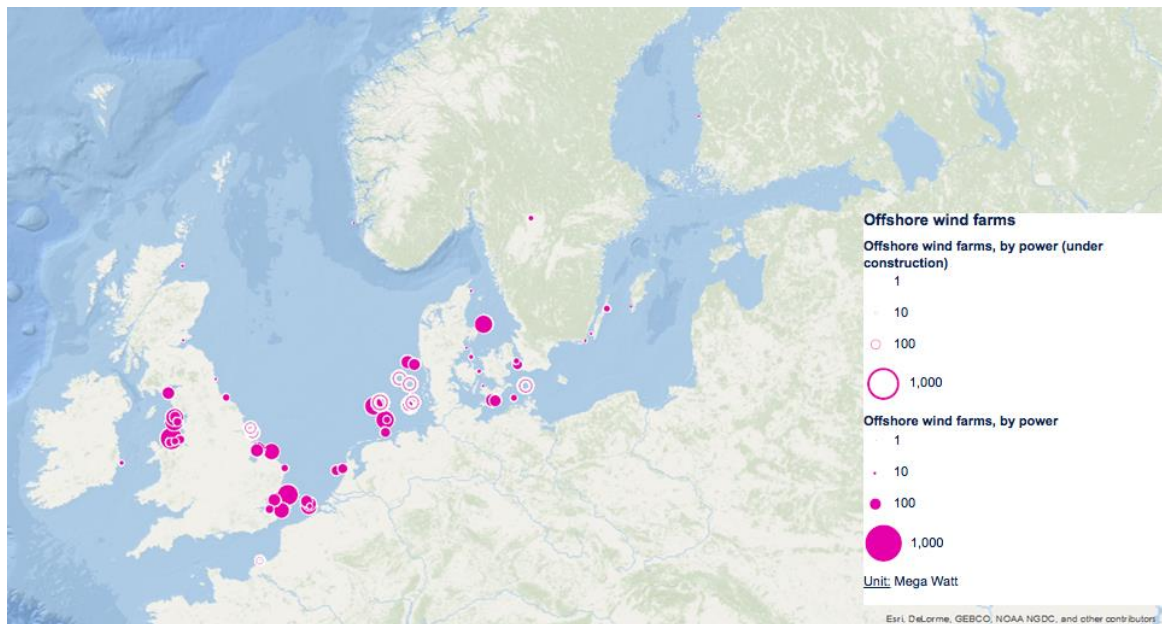 Offshore wind farms
Offshore wind farms, by power (under
construction)
1
10
100
1,000
Offshore wind farms, by power
1
10
100
1,000
Unit: Mega Watt
Esri, DeLorme, GEBCO, NOAA NGDC, and other contributors